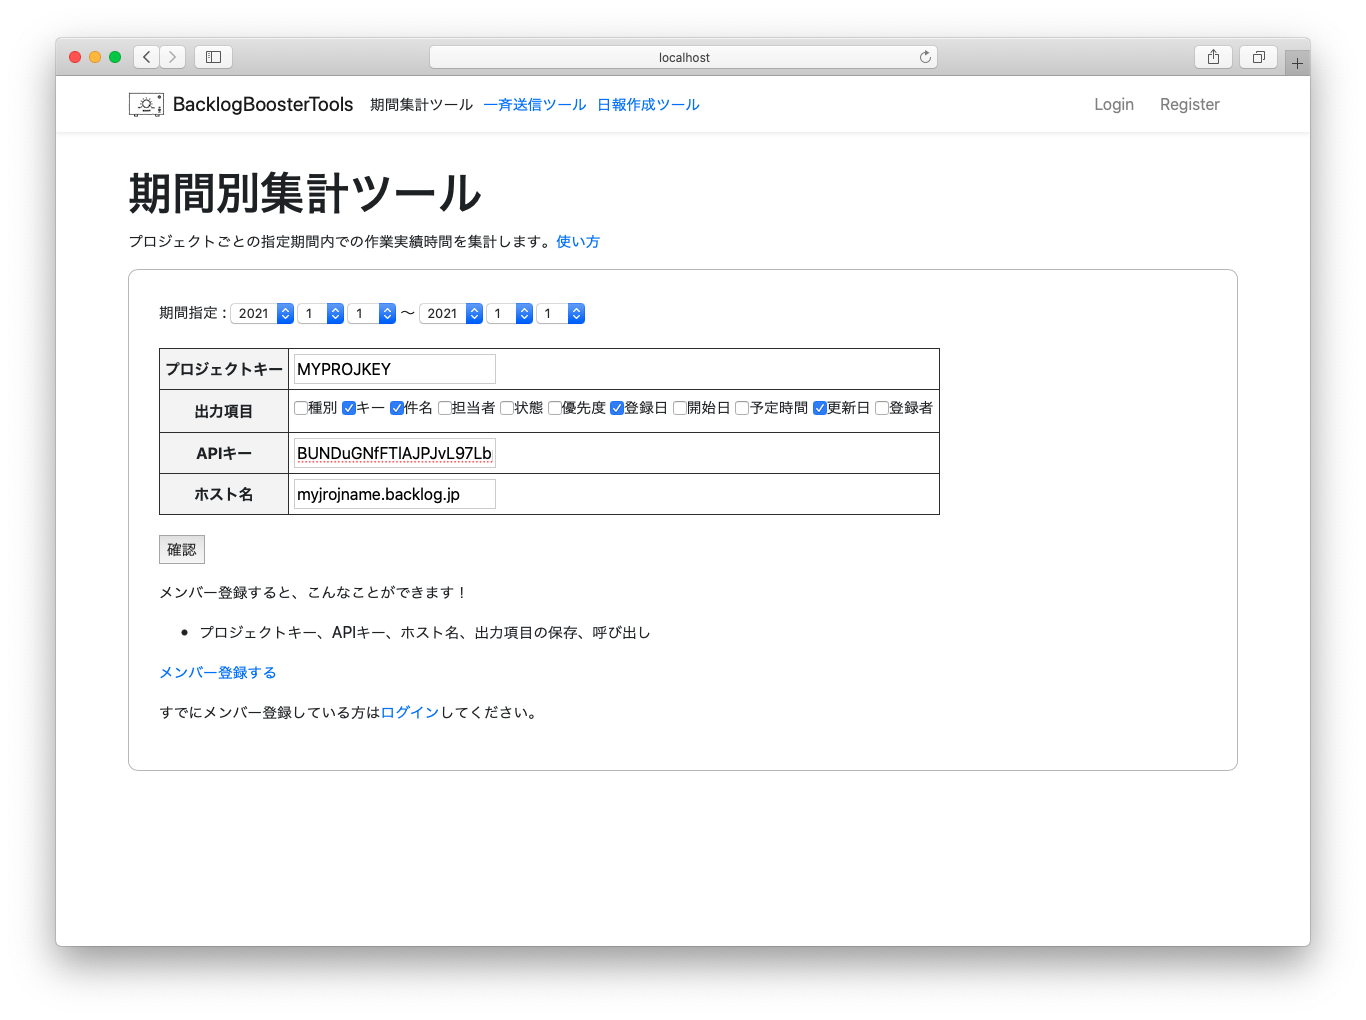 localhost
BacklogBoosterTools 期間集計ツール 一斉送信ツール 日報作成ツール Login Register
期間別集計ツール
プロジェクトごとの指定期間内での作業実績時間を集計します。使い方
期間指定 : 2021 1 1 〜 2021 1 1
プロジェクトキー MYPROJKEY
出力項目 種別 キー 件名 担当者 状態 優先度 登録日 開始日 予定時間 更新日 登録者
APIキー BUNDuGNfFTlAJPJvL97Lb
ホスト名 myjrojname.backlog.jp
確認
メンバー登録すると、こんなことができます！
• プロジェクトキー、APIキー、ホスト名、出力項目の保存、呼び出し
メンバー登録する
すでにメンバー登録している方はログインしてください。